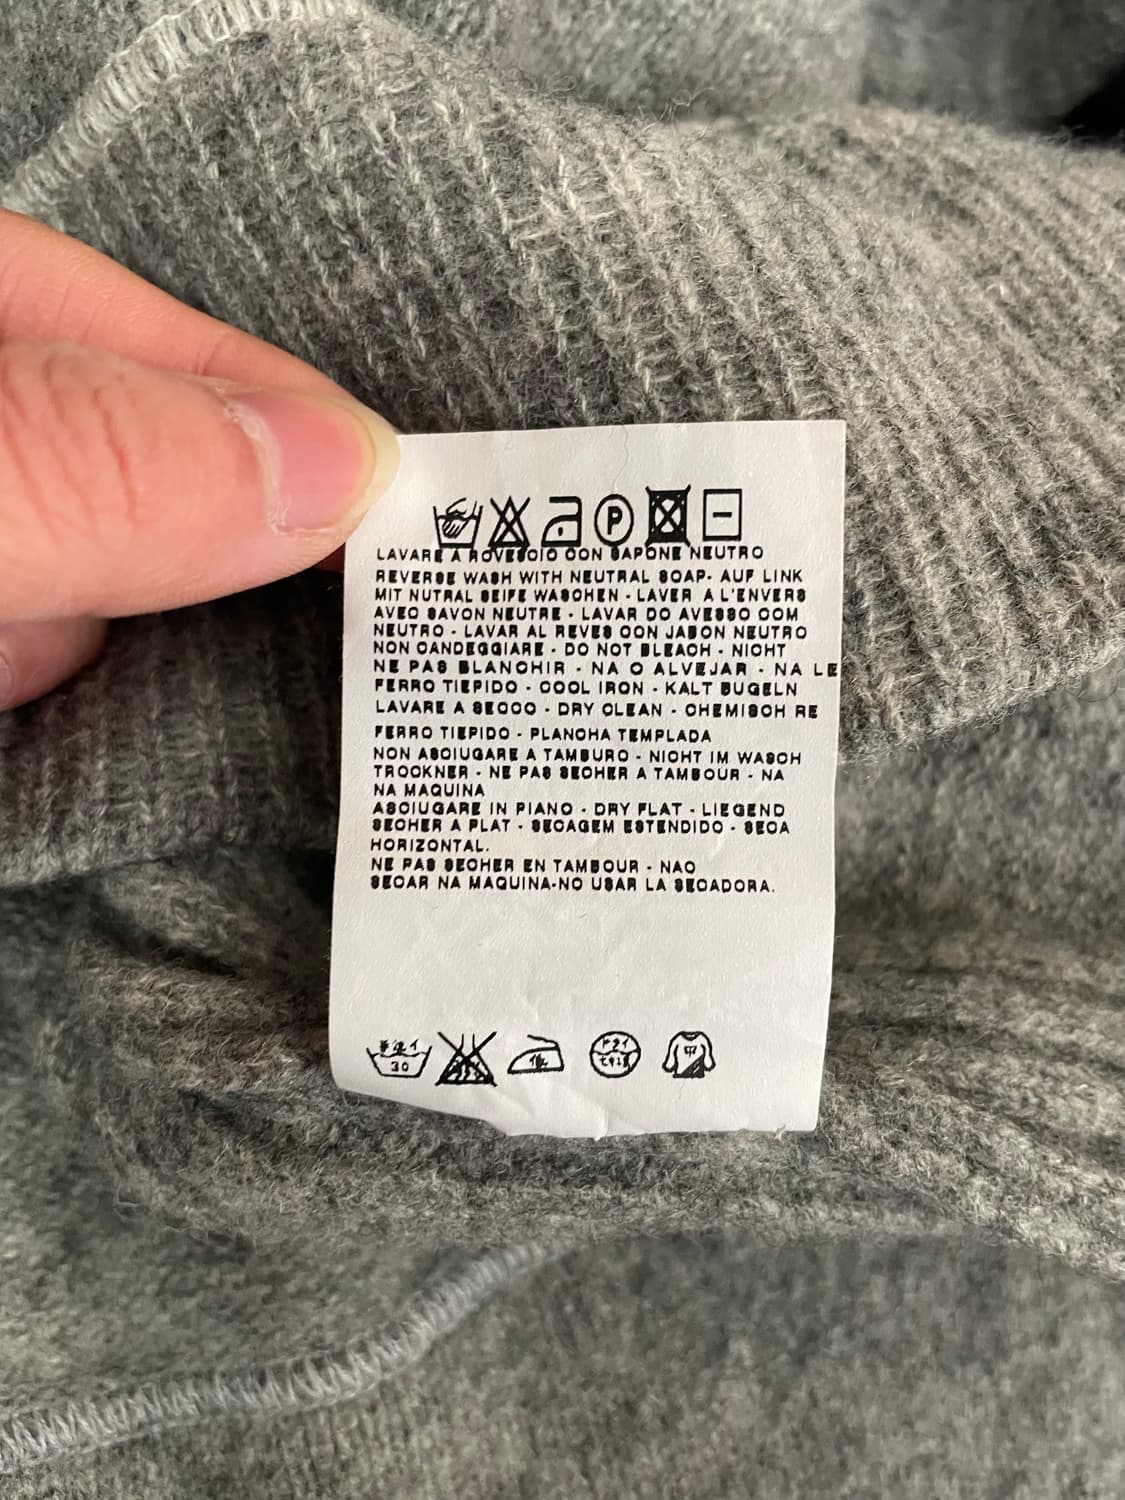 P
LAVARE A ROVESCIO CON SAPONE NEUTRO
REVERSE WASH WITH NEUTRAL SOAP- AUF LINK
MIT NUTRAL SEIFE WASCHEN - LAVER A L'ENVERS
AVEC SAVON NEUTRE - LAVAR DO AVESSO COM
NEUTRO - LAVAR AL REVES CON JABON NEUTRO
NON CANDEGGIARE - DO NOT BLEACH - NICHT
NE PAS BLANCHIR - NA O ALVEJAR - NA LE
FERRO TIEPIDO - COOL IRON - KALT BUGELN
LAVARE A SECCO - DRY CLEAN - CHEMISCH RE
FERRO TIEPIDO - PLANCHA TEMPLADA
NON ASCIUGARE A TAMBURO - NICHT IM WASCH
TROCKNER - NE PAS SECHER A TAMBOUR - NA
NA MAQUINA
ASCIUGARE IN PIANO - DRY FLAT - LIEGEND
SECHER A PLAT - SECAGEM ESTENDIDO - SECA
HORIZONTAL.
NE PAS SECHER EN TAMBOUR - NAO
SECAR NA MAQUINA-NO USAR LA SECADORA.
30